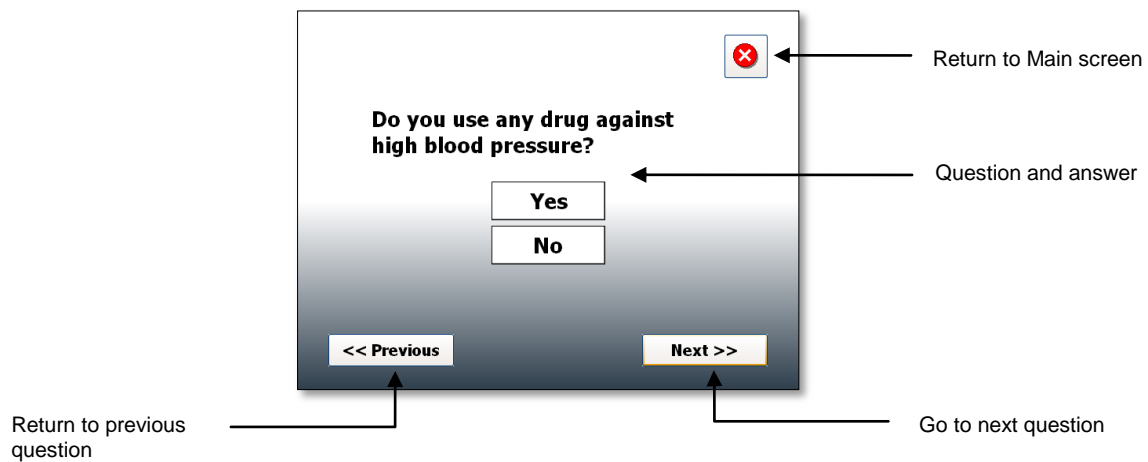 Return to Main screen
Do you use any drug against
high blood pressure?
Question and answer
Yes
No
<< Previous
Next >>
Return to previous
question
Go to next question